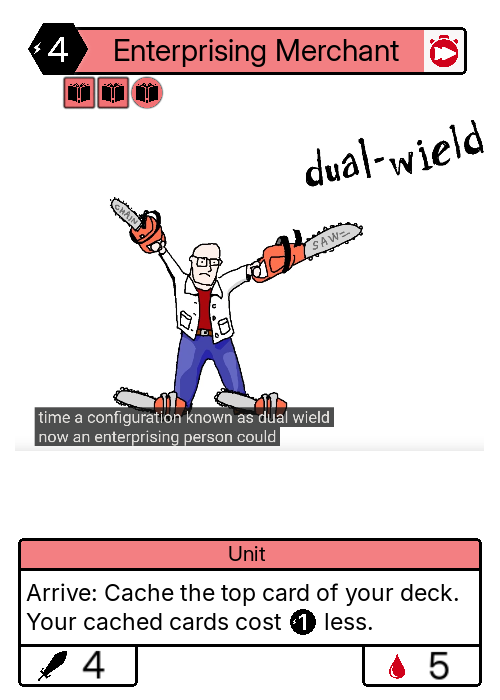 4 Enterprising Merchant
dual-wield
CHAIN
SAW=
time a configuration known as dual wield
now an enterprising person could
Unit
Arrive: Cache the top card of your deck.
Your cached cards cost 1 less.
4
5